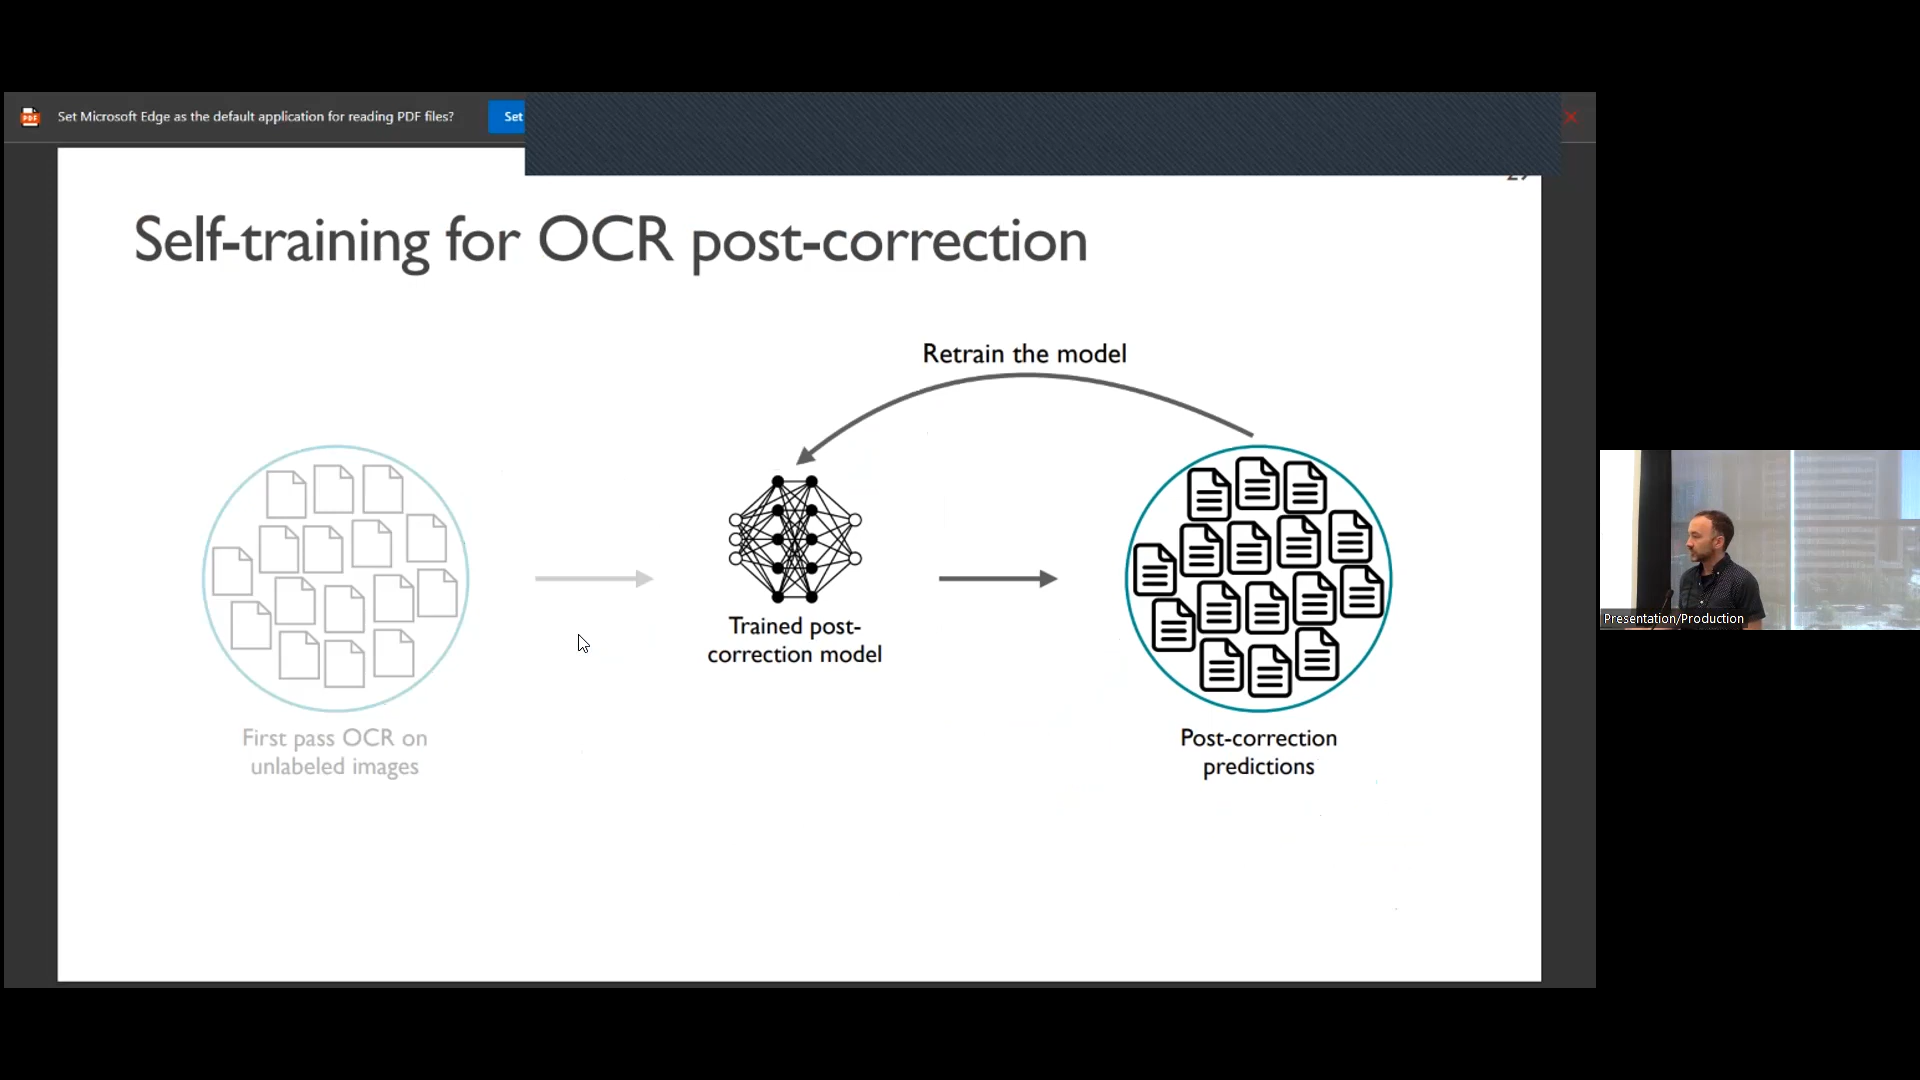 Set Microsoft Edge as the default application for reading PDF files?
Set
Self-training for OCR post-correction
Retrain the model
Trained post-
correction model
First pass OCR on
unlabeled images
Post-correction
predictions
Presentation/Production